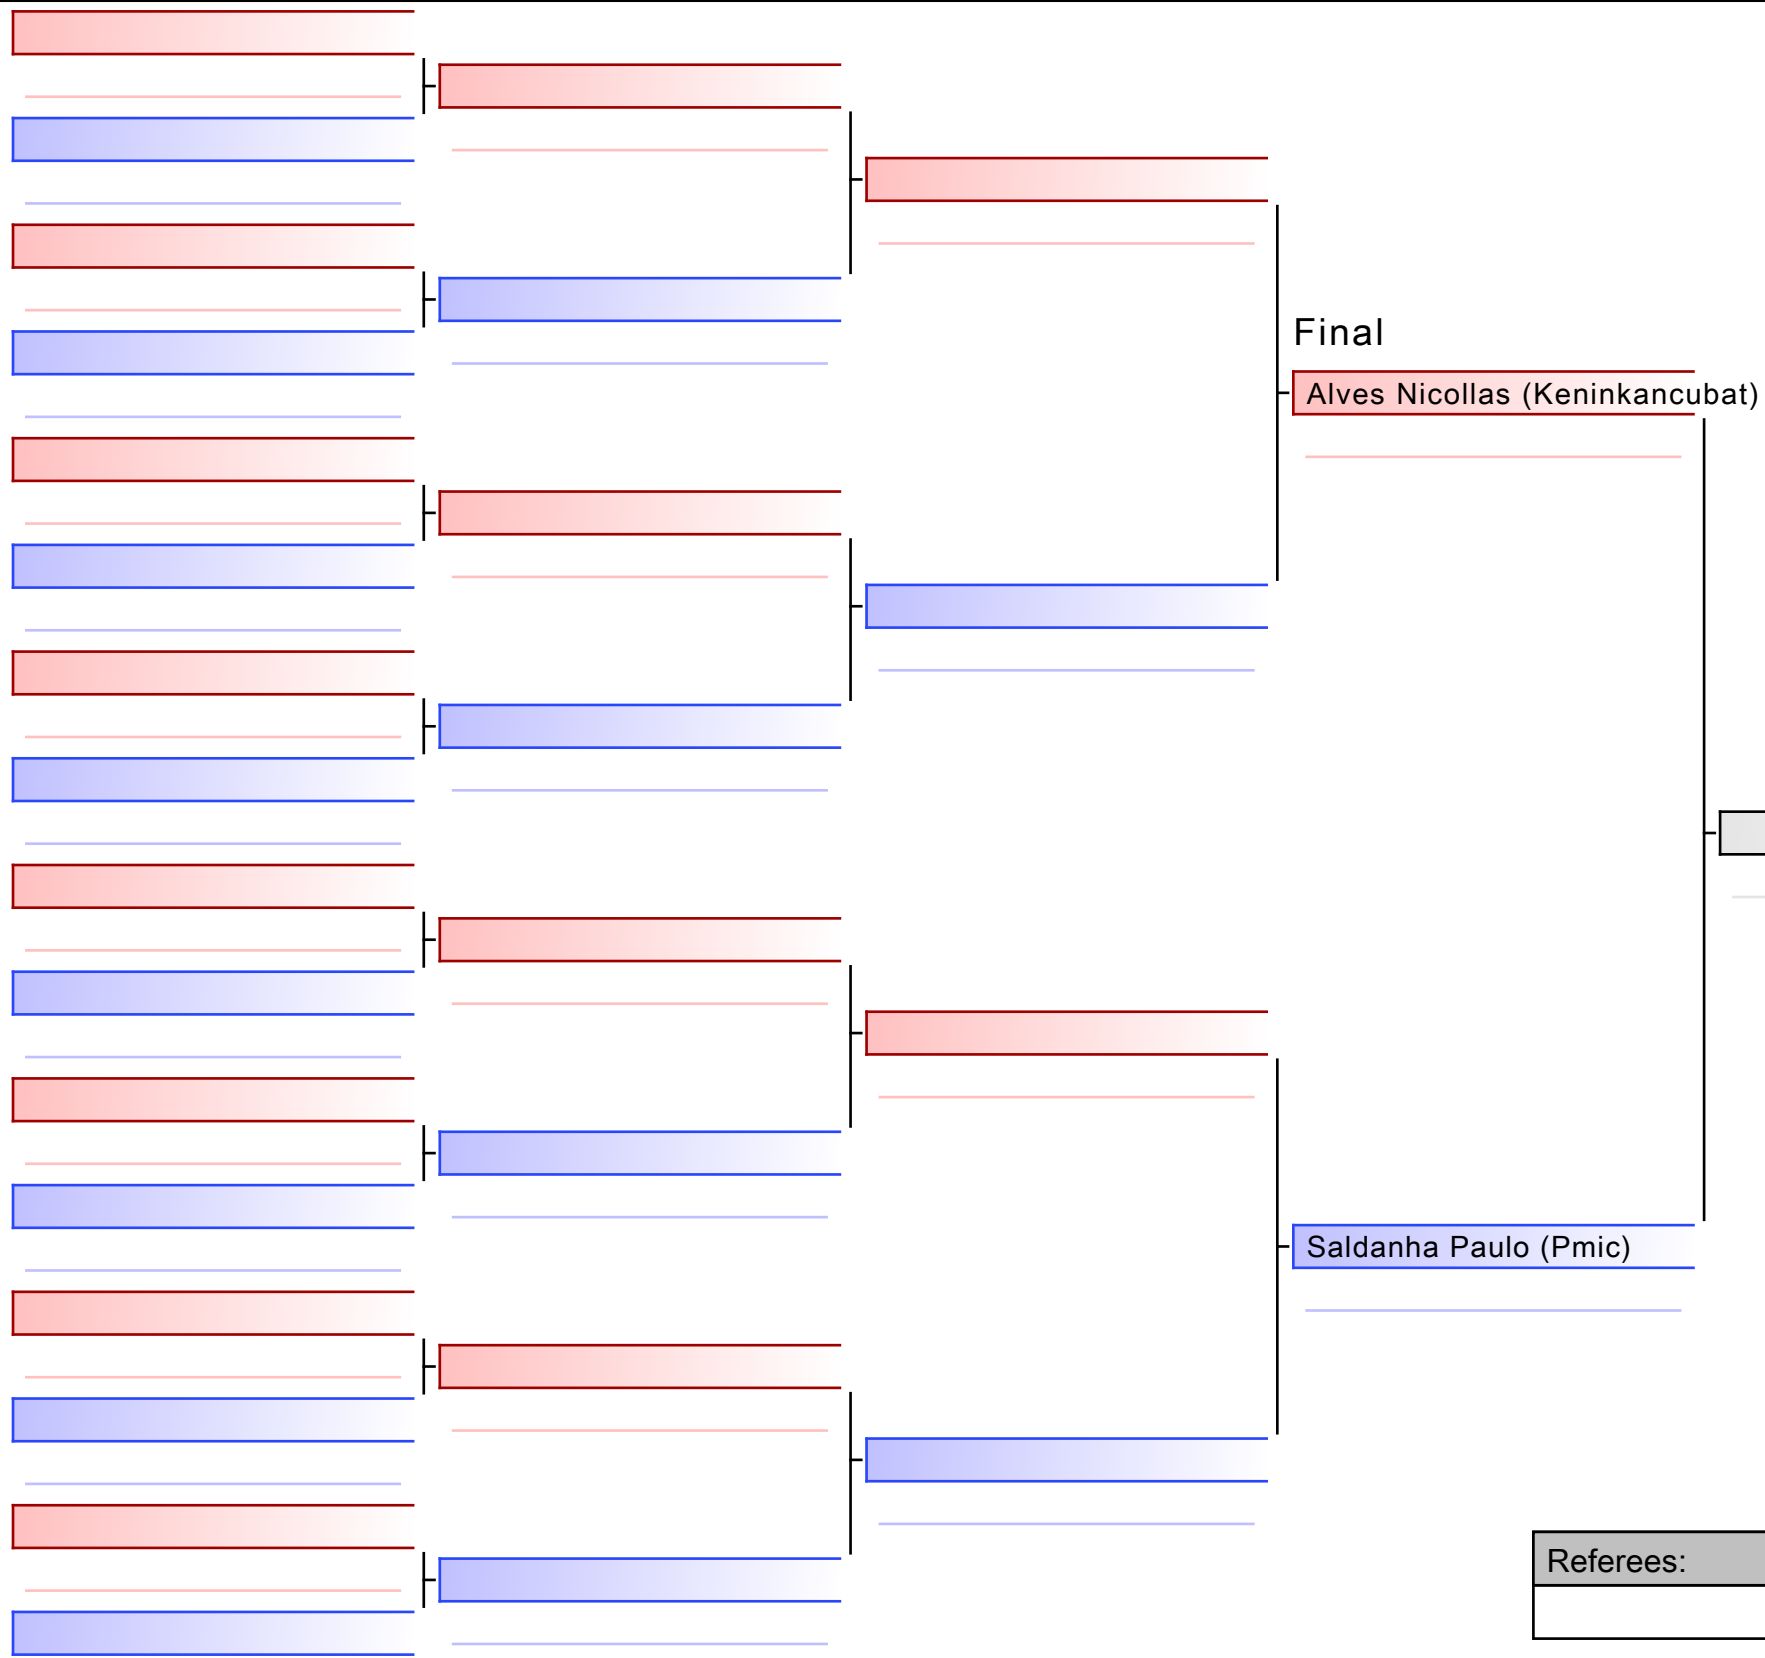 Final
Alves Nicollas (Keninkancubat)
Saldanha Paulo (Pmic)
Referees: